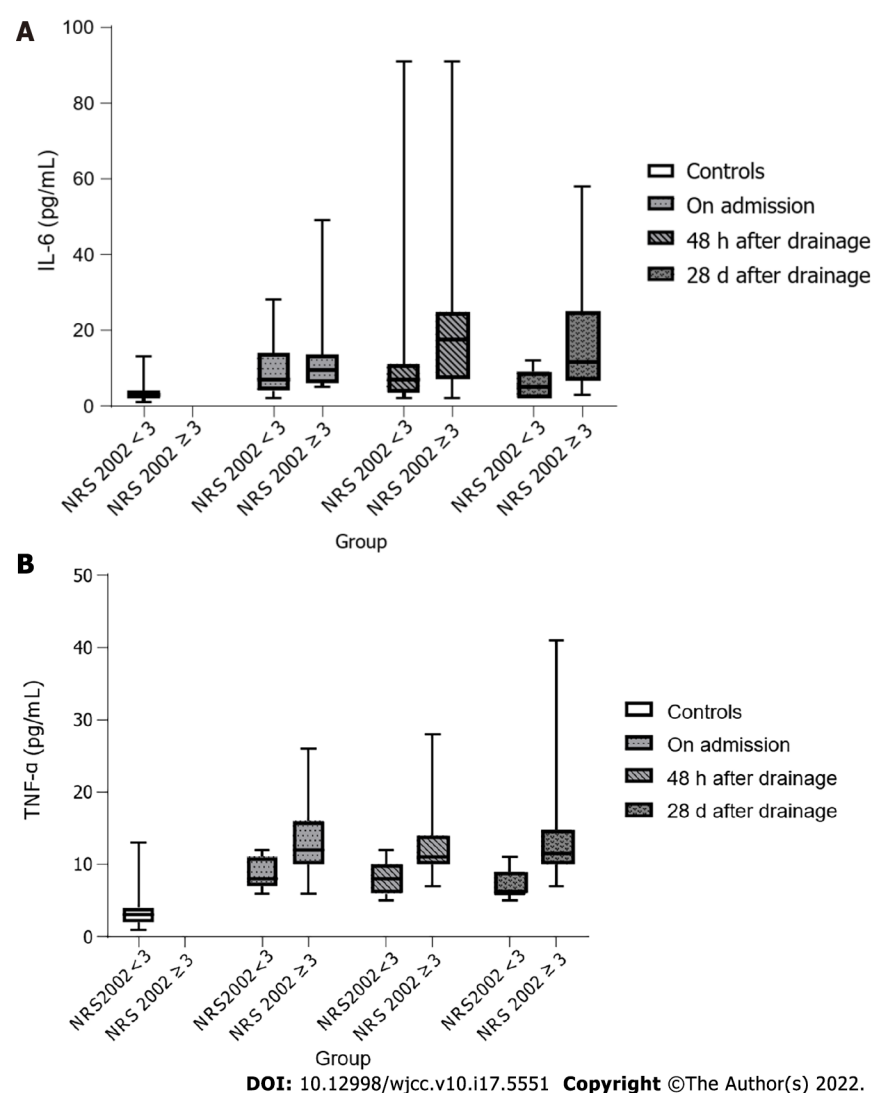 A
100
80
60
40
20
0
IL-6 (pg/mL)
Controls
On admission
48 h after drainage
28 d after drainage
NRS 2002 <3
NRS 2002 ≥3
NRS 2002 <3
NRS 2002 ≥3
NRS 2002 <3
NRS 2002 ≥3
NRS 2002 <3
NRS 2002 ≥3
Group
B
50
40
30
20
10
0
TNF-α (pg/mL)
Controls
On admission
48 h after drainage
28 d after drainage
NRS2002<3
NRS 2002 ≥3
NRS2002<3
NRS 2002 ≥3
NRS2002<3
NRS 2002 ≥3
NRS2002<3
NRS 2002 ≥3
Group
DOI: 10.12998/wjcc.v10.i17.5551 Copyright ©The Author(s) 2022.